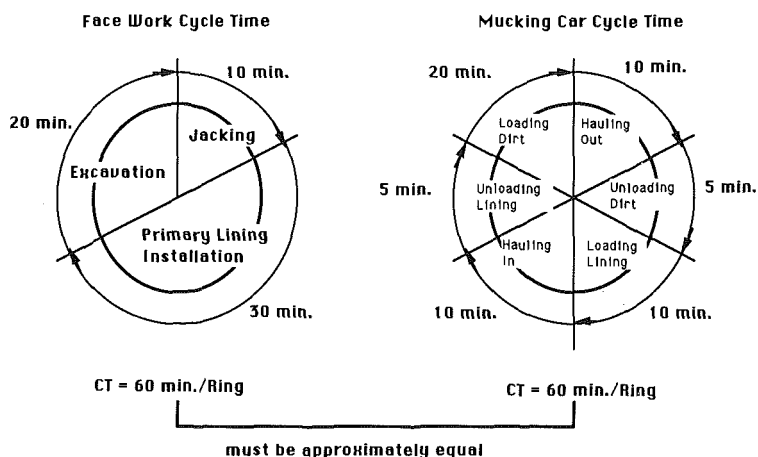 Face Work Cycle Time
10 min.
20 min.
Jacking
Excavation
Primary Lining
Installation
30 min.
CT = 60 min./Ring
Mucking Car Cycle Time
20 min.
10 min.
Loading
Dirt
Hauling
Out
5 min.
Unloading
Lining
Unloading
Dirt
5 min.
Hauling
In
Loading
Lining
10 min.
10 min.
CT = 60 min./Ring
must be approximately equal